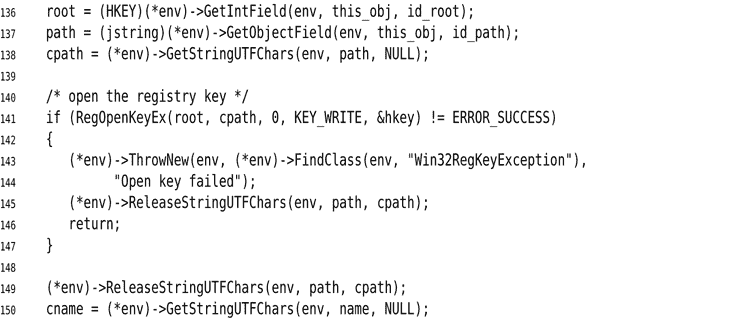 136    root = (HKEY)(*env)->GetIntField(env, this_obj, id_root);
137    path = (jstring)(*env)->GetObjectField(env, this_obj, id_path);
138    cpath = (*env)->GetStringUTFChars(env, path, NULL);
139
140    /* open the registry key */
141    if (RegOpenKeyEx(root, cpath, 0, KEY_WRITE, &hkey) != ERROR_SUCCESS)
142    {
143       (*env)->ThrowNew(env, (*env)->FindClass(env, "Win32RegKeyException"),
144             "Open key failed");
145       (*env)->ReleaseStringUTFChars(env, path, cpath);
146       return;
147    }
148
149    (*env)->ReleaseStringUTFChars(env, path, cpath);
150    cname = (*env)->GetStringUTFChars(env, name, NULL);